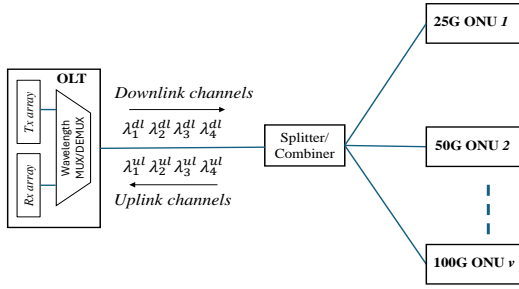 OLT
Tx array
Rx array
Wavelength
MUX/DEMUX
Downlink channels
λ₁ᵈˡ λ₂ᵈˡ λ₃ᵈˡ λ₄ᵈˡ
λ₁ᵘˡ λ₂ᵘˡ λ₃ᵘˡ λ₄ᵘˡ
Uplink channels
Splitter/
Combiner
25G ONU 1
50G ONU 2
100G ONU v